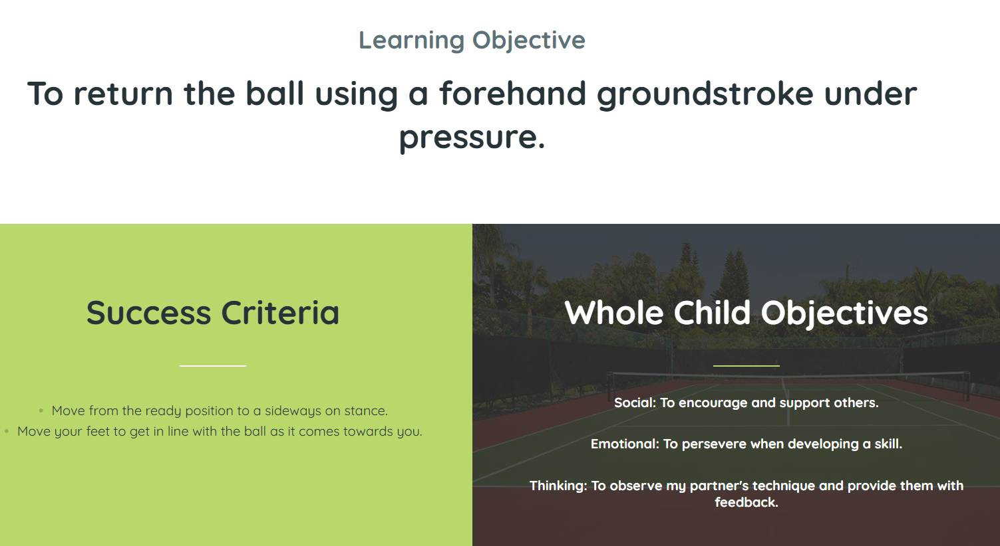 Learning Objective
To return the ball using a forehand groundstroke under
pressure.
Success Criteria
• Move from the ready position to a sideways on stance.
• Move your feet to get in line with the ball as it comes towards you.
Whole Child Objectives
Social: To encourage and support others.
Emotional: To persevere when developing a skill.
Thinking: To observe my partner's technique and provide them with
feedback.